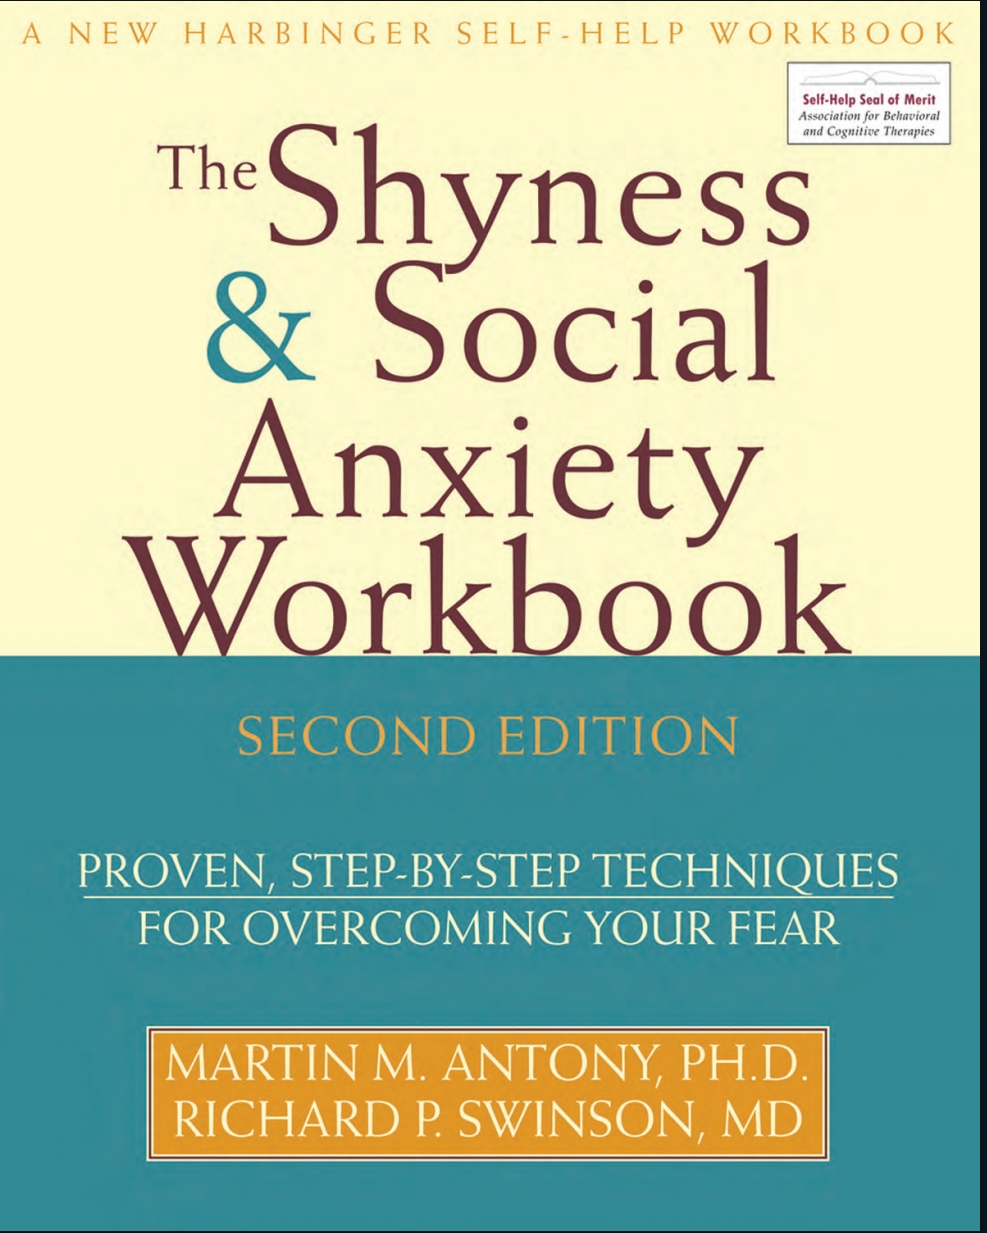 A NEW HARBINGER SELF-HELP WORKBOOK
Self-Help Seal of Merit
Association for Behavioral
and Cognitive Therapies
The Shyness
& Social
Anxiety
Workbook
SECOND EDITION
PROVEN, STEP-BY-STEP TECHNIQUES
FOR OVERCOMING YOUR FEAR
MARTIN M. ANTONY, PH.D.
RICHARD P. SWINSON, MD